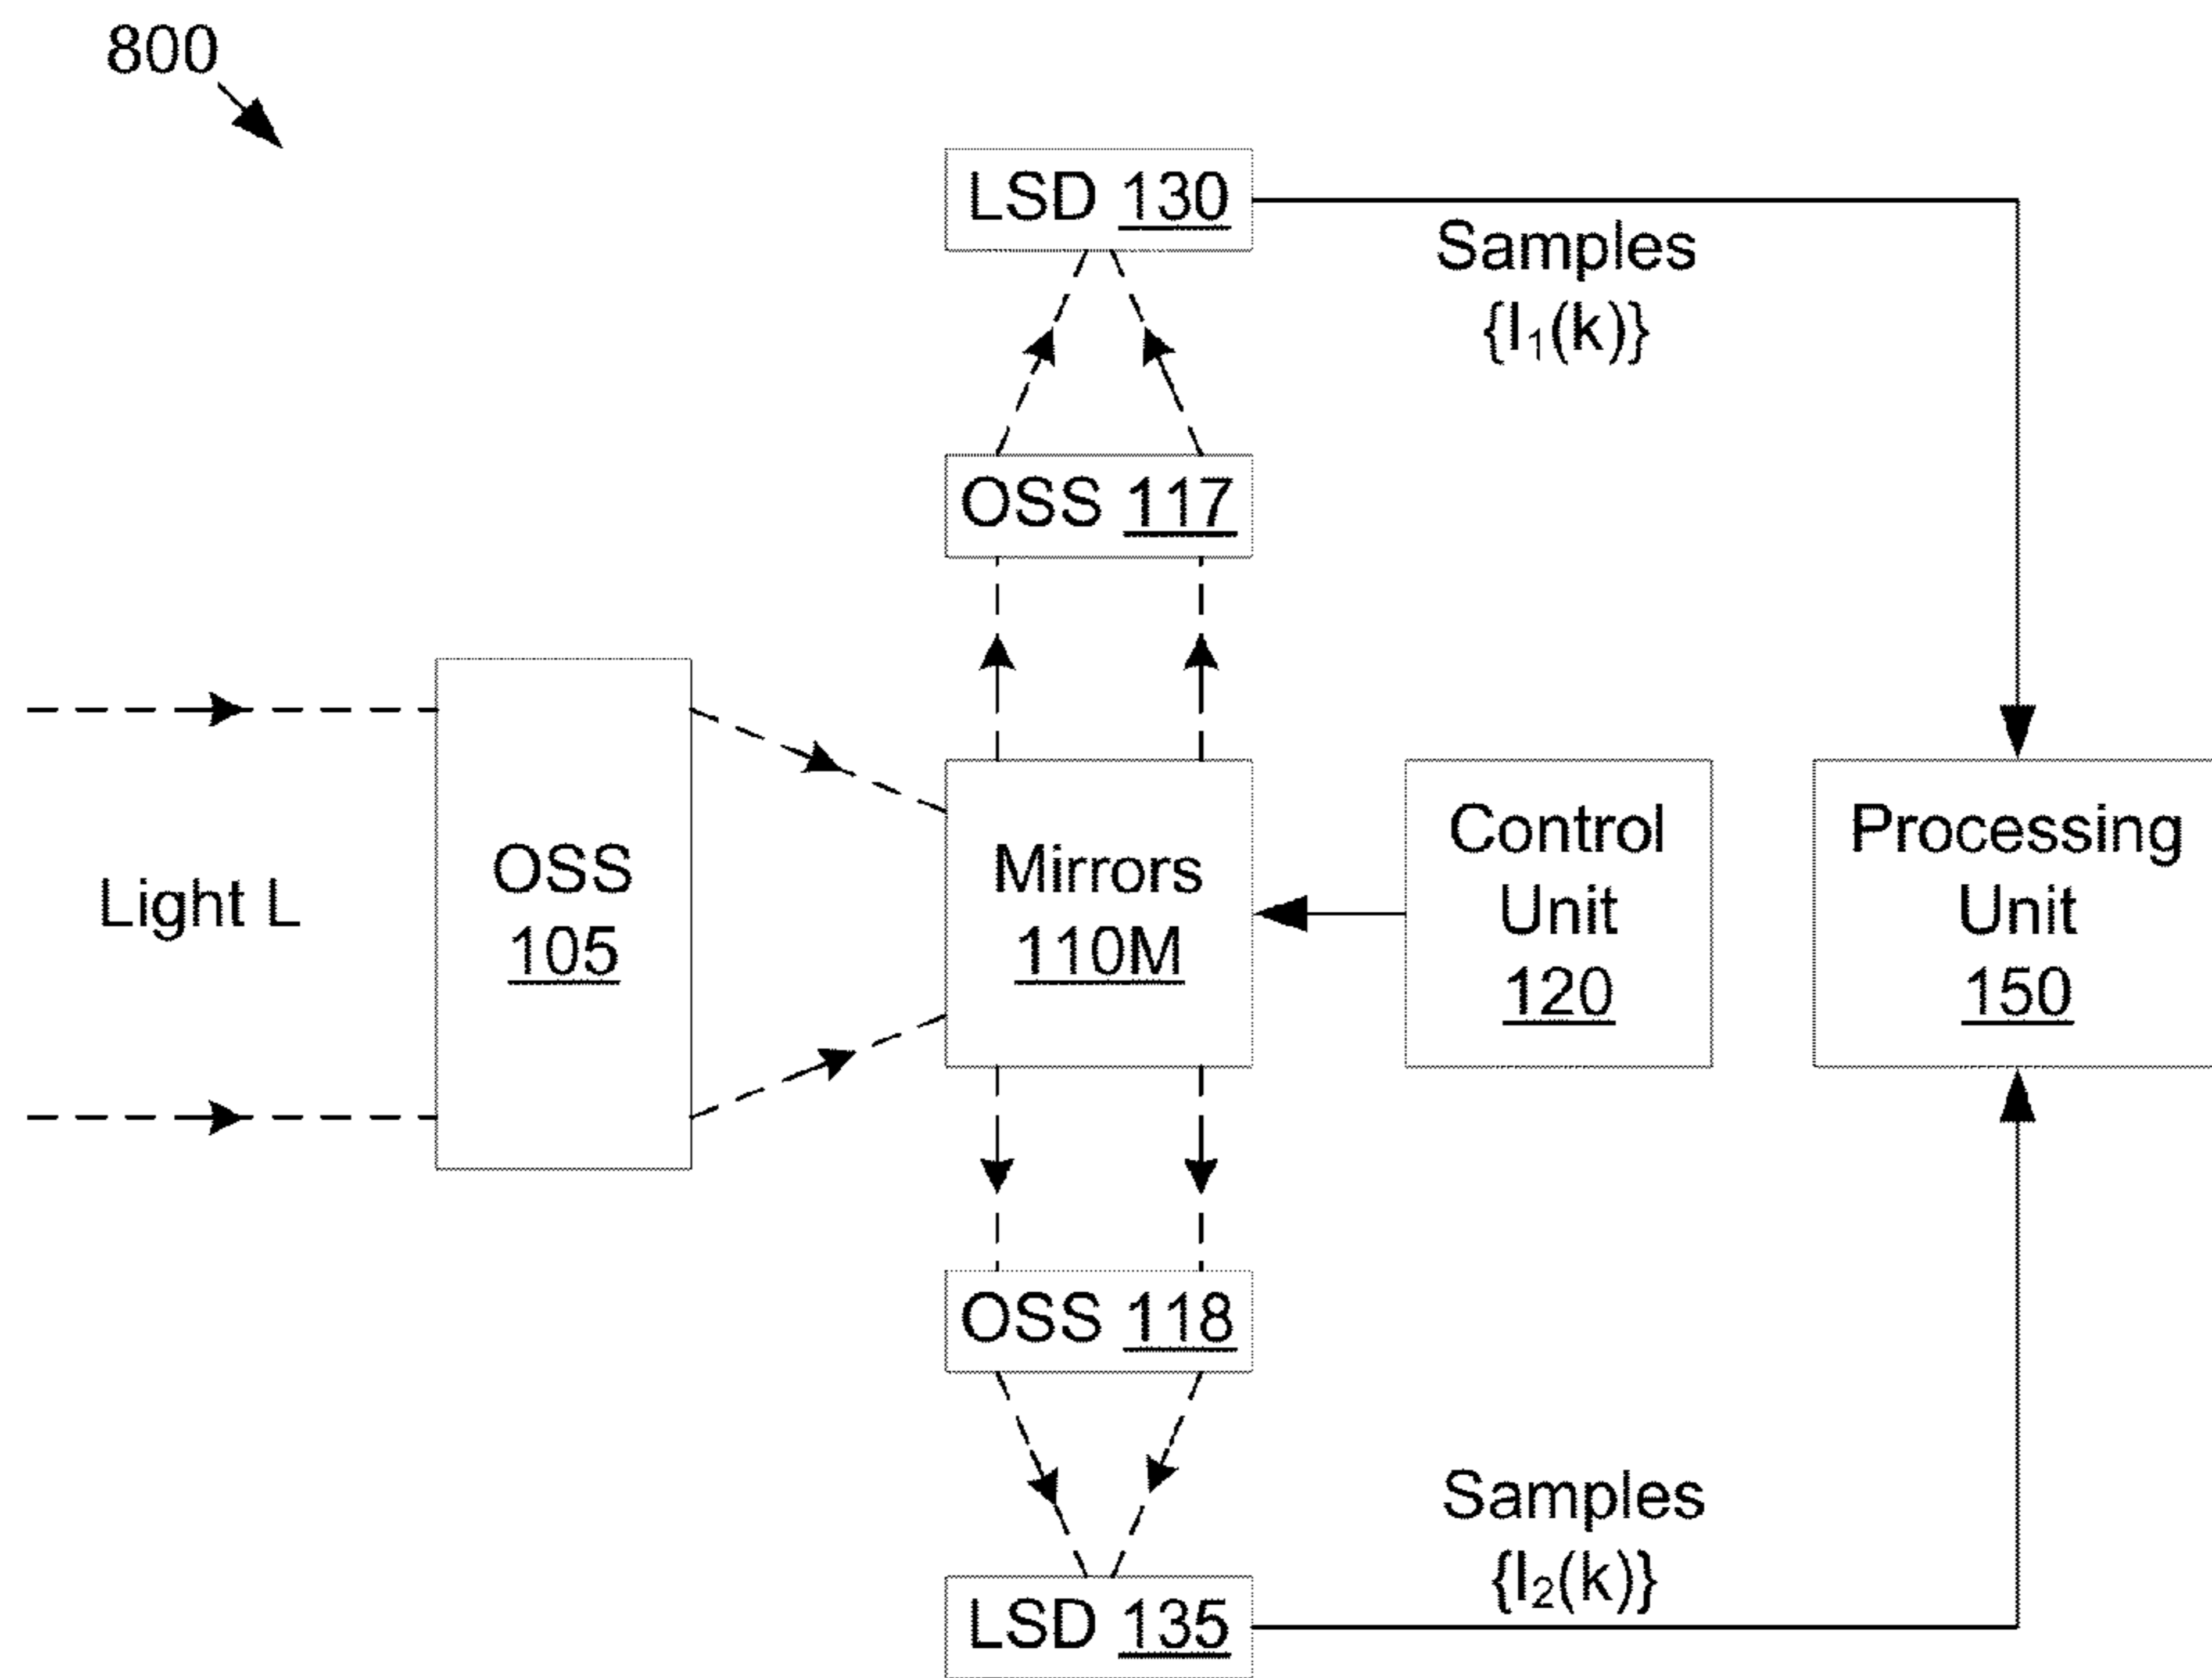 800
LSD 130
Samples
{I₁(k)}
OSS 117
Light L
OSS
105
Mirrors
110M
Control
Unit
120
Processing
Unit
150
OSS 118
Samples
{I₂(k)}
LSD 135